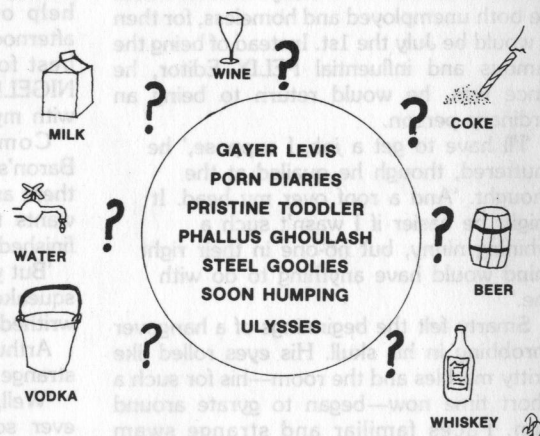 WINE
?
?
?
COKE
MILK
GAYER LEVIS
POLAR DIARIES
PRISTINE TODDLER
PHALLUS GHOULASH
STEEL GOOLIES
SOON HUMPING
ULYSSES
?
?
WATER
BEER
?
?
VODKA
WHISKEY